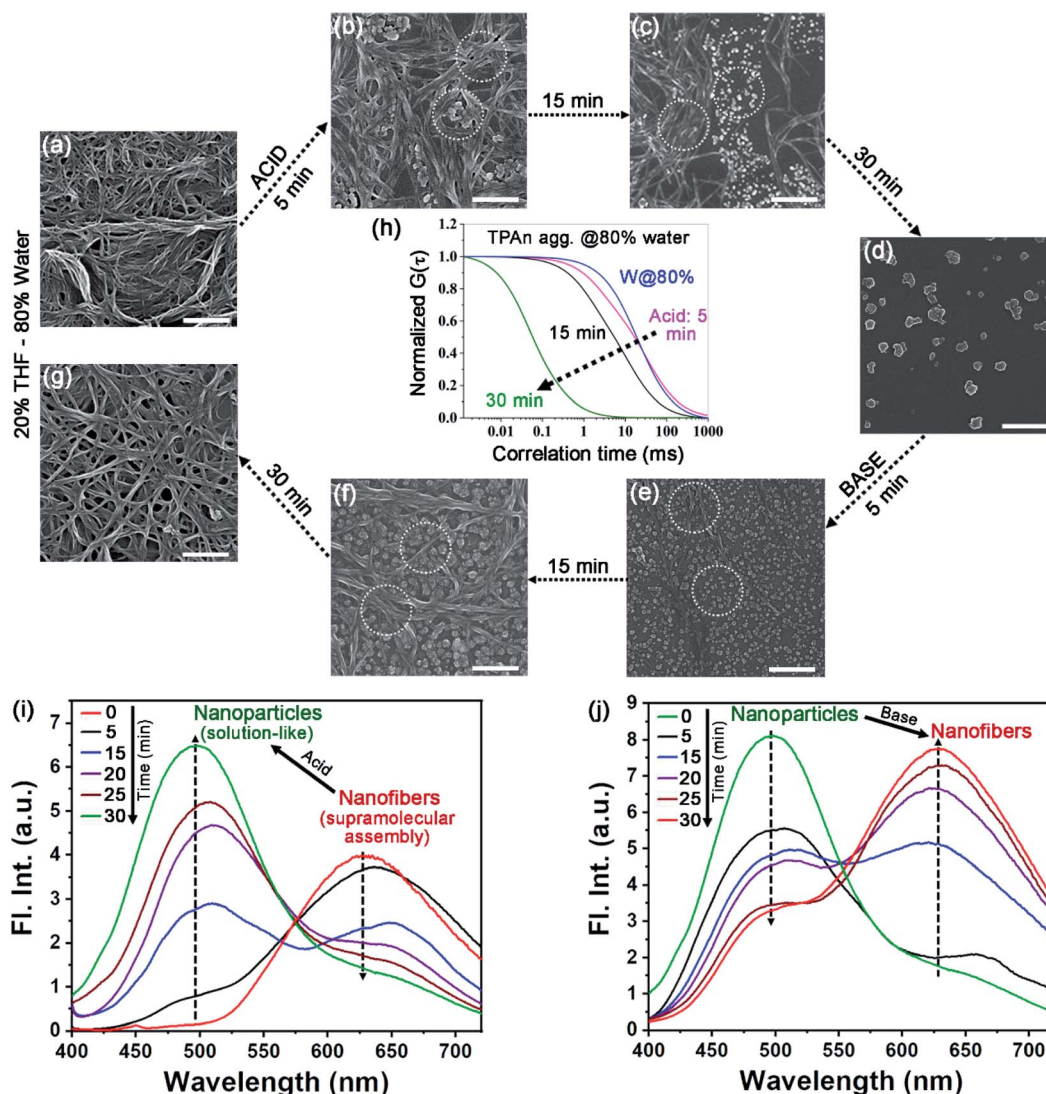 (b)
(c)
15 min
(a)
ACID
5 min
30 min
20% THF - 80% Water
(h)
TPAn agg. @80% water
W@80%
Acid: 5
min
15 min
30 min
Normalized G(τ)
1.2
1.0
0.8
0.6
0.4
0.2
0.0
0.01 0.1 1 10 100 1000
Correlation time (ms)
(d)
(g)
30 min
(f)
15 min
(e)
BASE
5 min
(i)
0
5
15
20
25
30
Time (min)
Nanoparticles
(solution-like)
Acid
Nanofibers
(supramolecular
assembly)
Fl. Int. (a.u.)
7
6
5
4
3
2
1
0
400 450 500 550 600 650 700
Wavelength (nm)
(j)
0
5
15
20
25
30
Time (min)
Nanoparticles
Base
Nanofibers
Fl. Int. (a.u.)
9
8
7
6
5
4
3
2
1
0
400 450 500 550 600 650 700
Wavelength (nm)